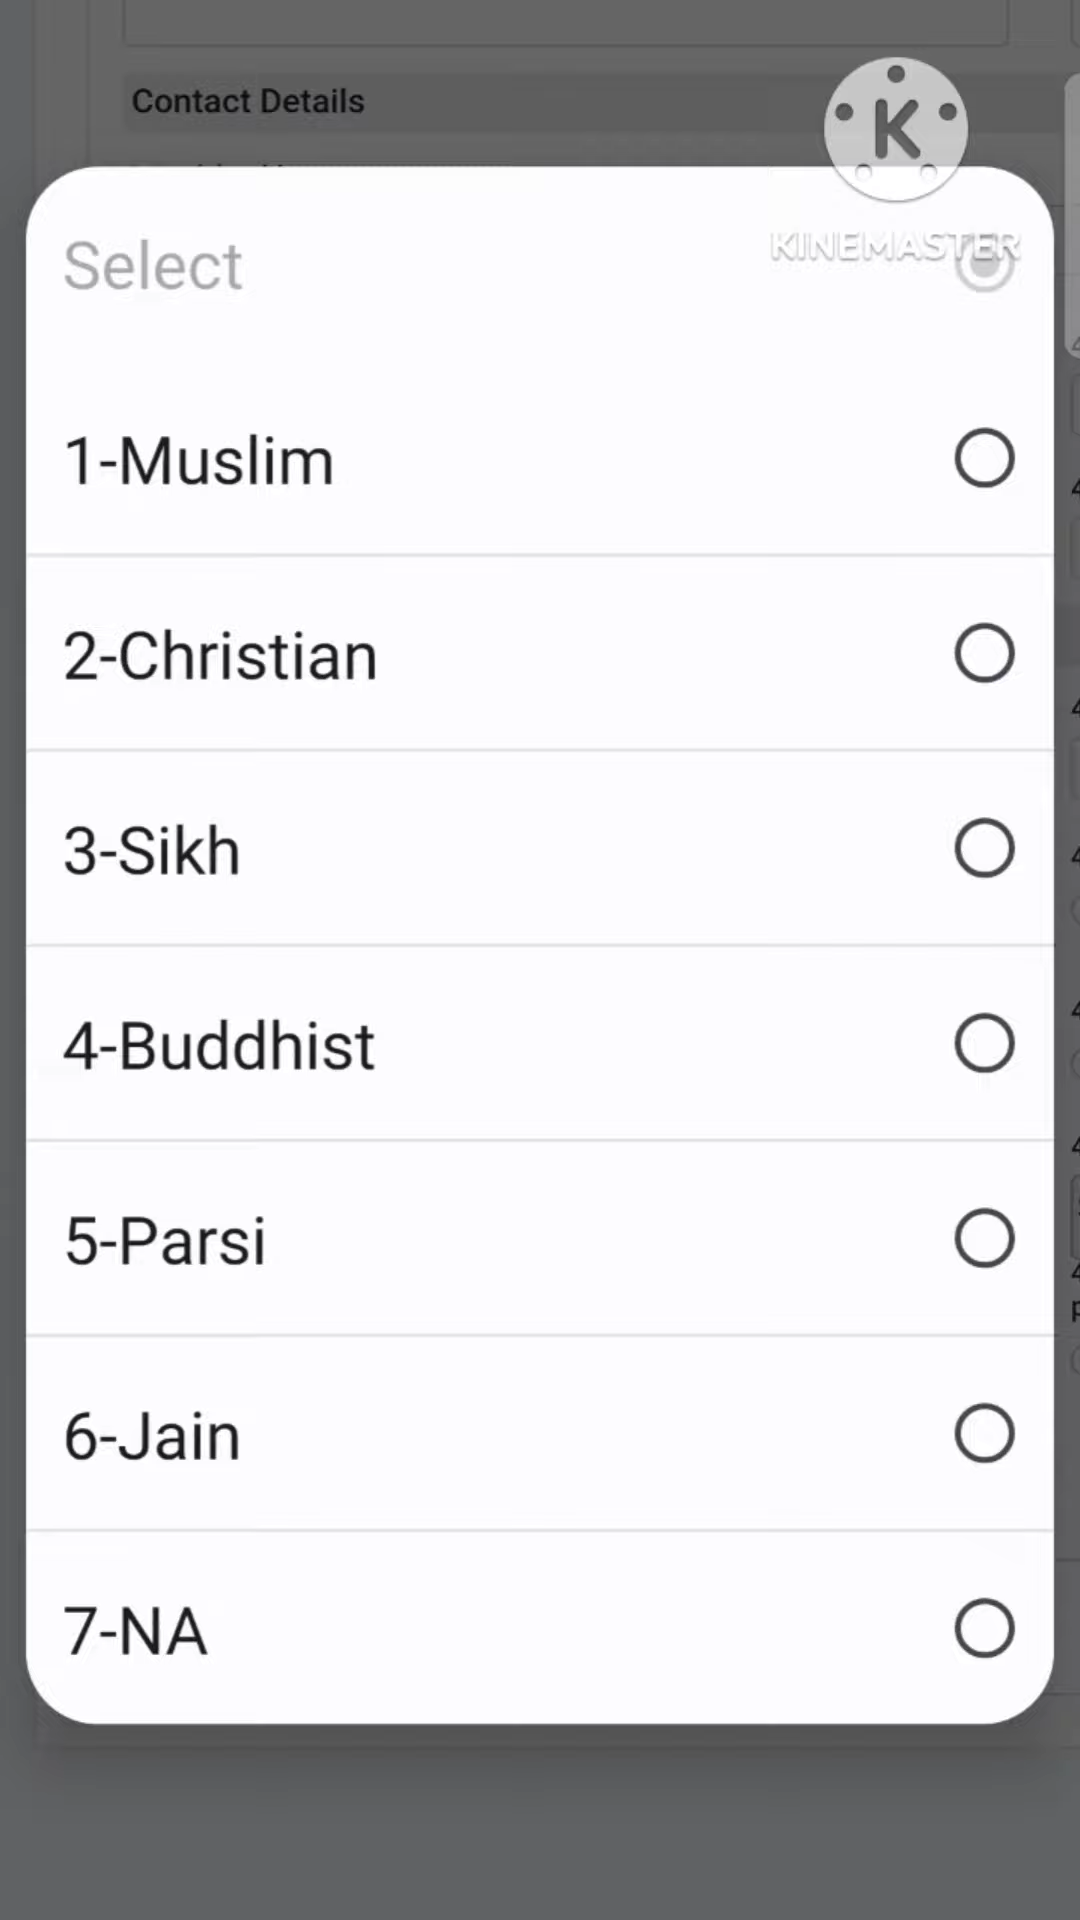 Contact Details
K
KINEMASTER
Select
1-Muslim
2-Christian
3-Sikh
4-Buddhist
5-Parsi
6-Jain
7-NA